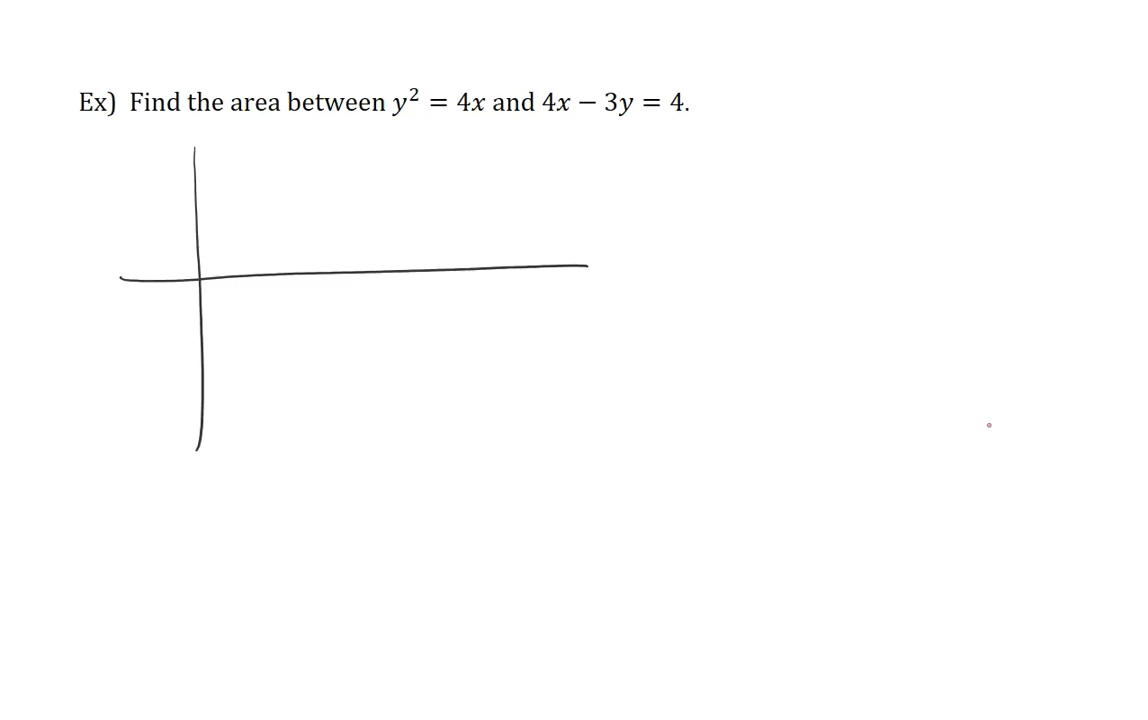 Ex)  Find the area between y² = 4x and 4x − 3y = 4.